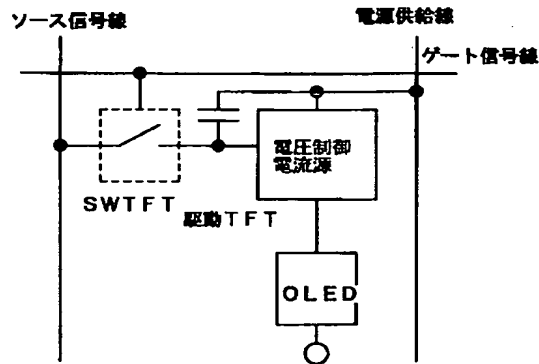 ソース信号線
電源供給線
ゲート信号線
電圧制御
電流源
SWTFT
駆動TFT
OLED